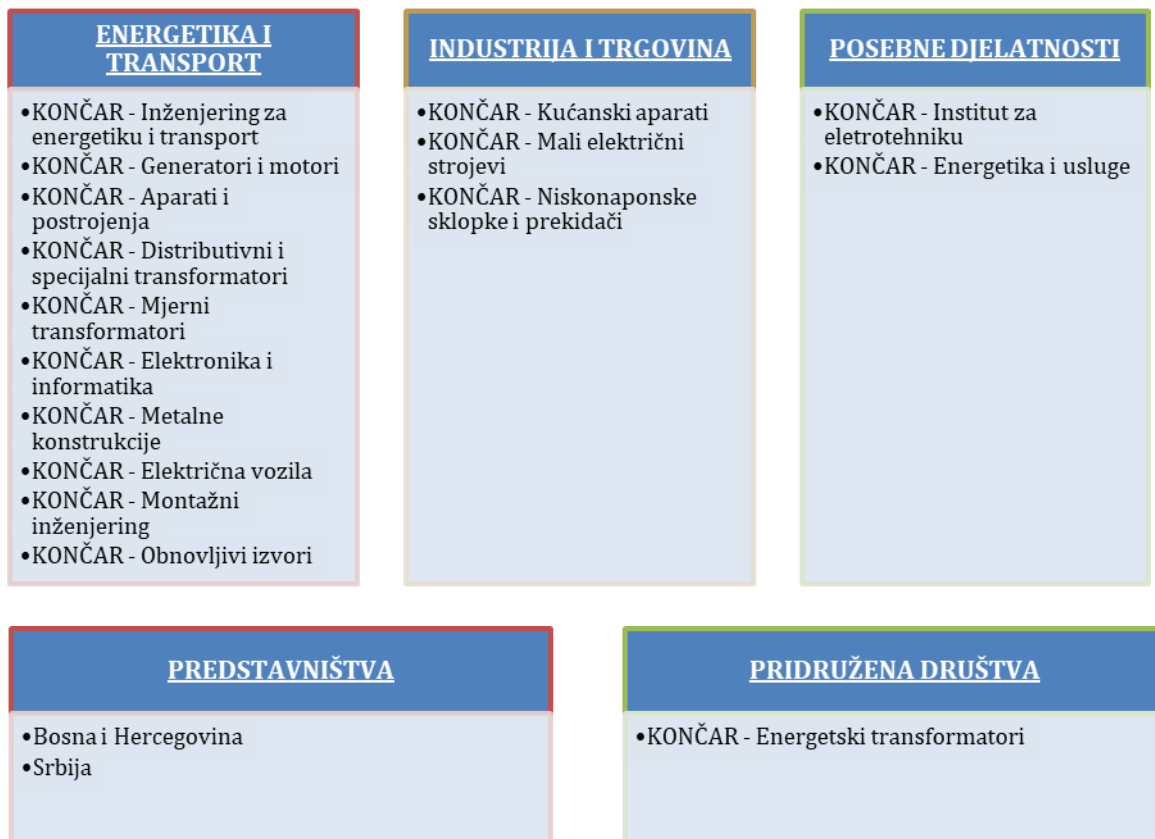 ENERGETIKA I
TRANSPORT
•KONČAR - Inženjering za
energetiku i transport
•KONČAR - Generatori i motori
•KONČAR - Aparati i
postrojenja
•KONČAR - Distributivni i
specijalni transformatori
•KONČAR - Mjerni
transformatori
•KONČAR - Elektronika i
informatika
•KONČAR - Metalne
konstrukcije
•KONČAR - Električna vozila
•KONČAR - Montažni
inženjering
•KONČAR - Obnovljivi izvori
INDUSTRIJA I TRGOVINA
•KONČAR - Kućanski aparati
•KONČAR - Mali električni
strojevi
•KONČAR - Niskonaponske
sklopke i prekidači
POSEBNE DJELATNOSTI
•KONČAR - Institut za
eletrotehniku
•KONČAR - Energetika i usluge
PREDSTAVNIŠTVA
•Bosna i Hercegovina
•Srbija
PRIDRUŽENA DRUŠTVA
•KONČAR - Energetski transformatori